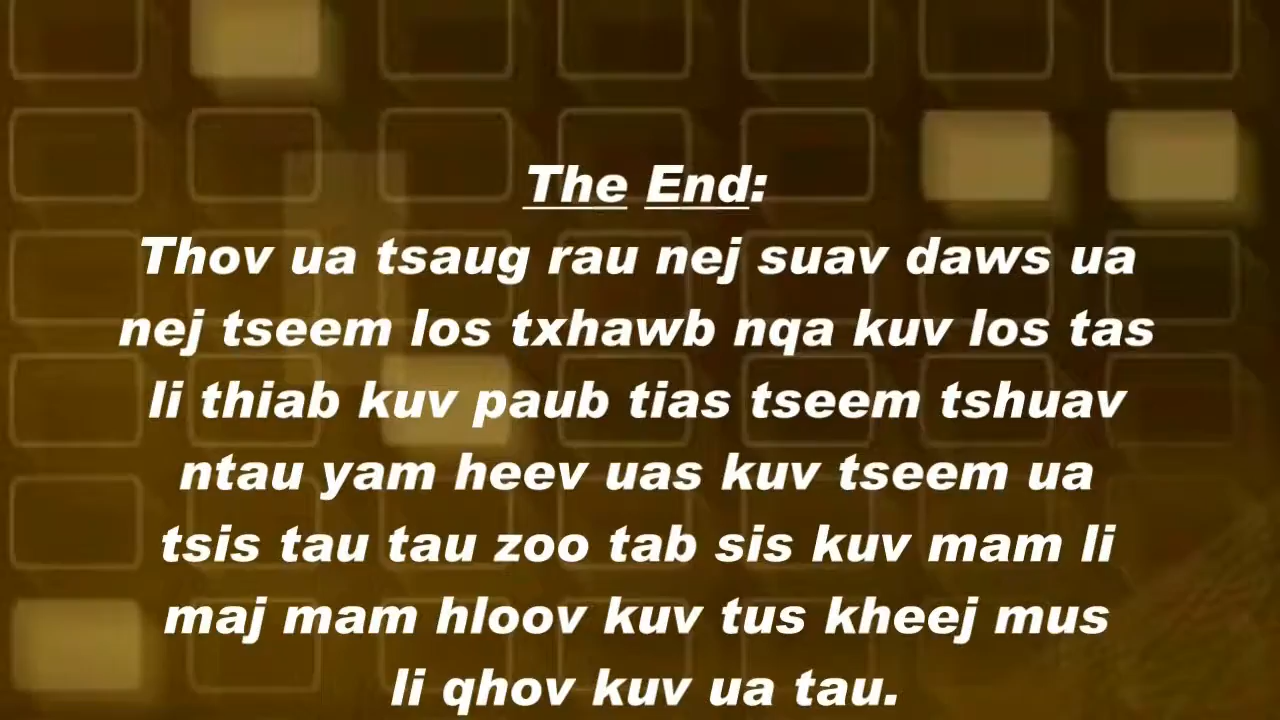 The End:
Thov ua tsaug rau nej suav daws ua
nej tseem los txhawb nqa kuv los tas
li thiab kuv paub tias tseem tshuav
ntau yam heev uas kuv tseem ua
tsis tau tau zoo tab sis kuv mam li
maj mam hloov kuv tus kheej mus
li qhov kuv ua tau.